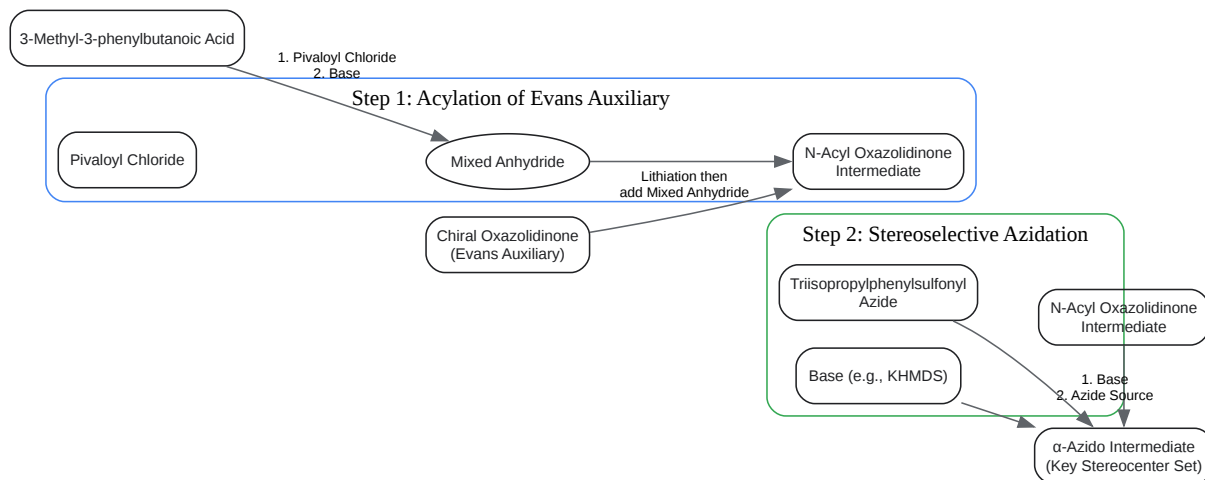 3-Methyl-3-phenylbutanoic Acid
1. Pivaloyl Chloride
2. Base
Step 1: Acylation of Evans Auxiliary
Pivaloyl Chloride
Mixed Anhydride
N-Acyl Oxazolidinone
Intermediate
Lithiation then
add Mixed Anhydride
Chiral Oxazolidinone
(Evans Auxiliary)
Step 2: Stereoselective Azidation
Triisopropylphenylsulfonyl
Azide
N-Acyl Oxazolidinone
Intermediate
Base (e.g., KHMDS)
1. Base
2. Azide Source
α-Azido Intermediate
(Key Stereocenter Set)